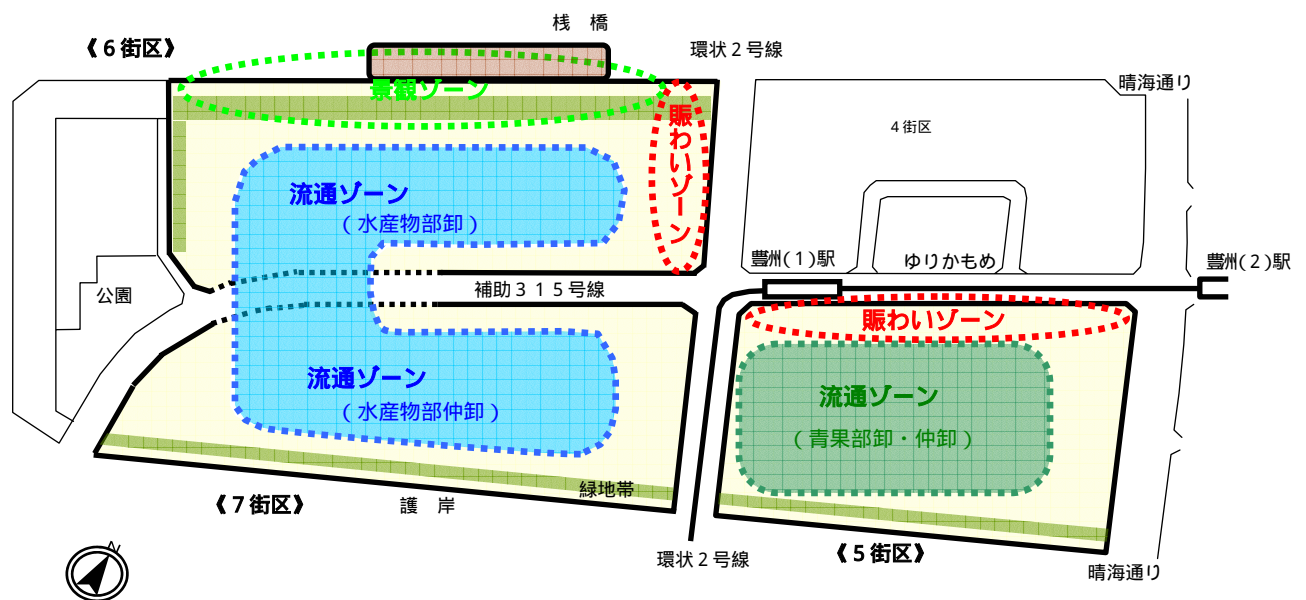 桟　橋
《６街区》
環状２号線
晴海通り
景観ゾーン
賑わいゾーン
４街区
流通ゾーン
（水産物部卸）
豊州(1)駅
ゆりかもめ
豊州(2)駅
公園
補助３１５号線
賑わいゾーン
流通ゾーン
（水産物部仲卸）
流通ゾーン
（青果部卸・仲卸）
緑地帯
《７街区》
護　岸
環状２号線
《５街区》
晴海通り
N